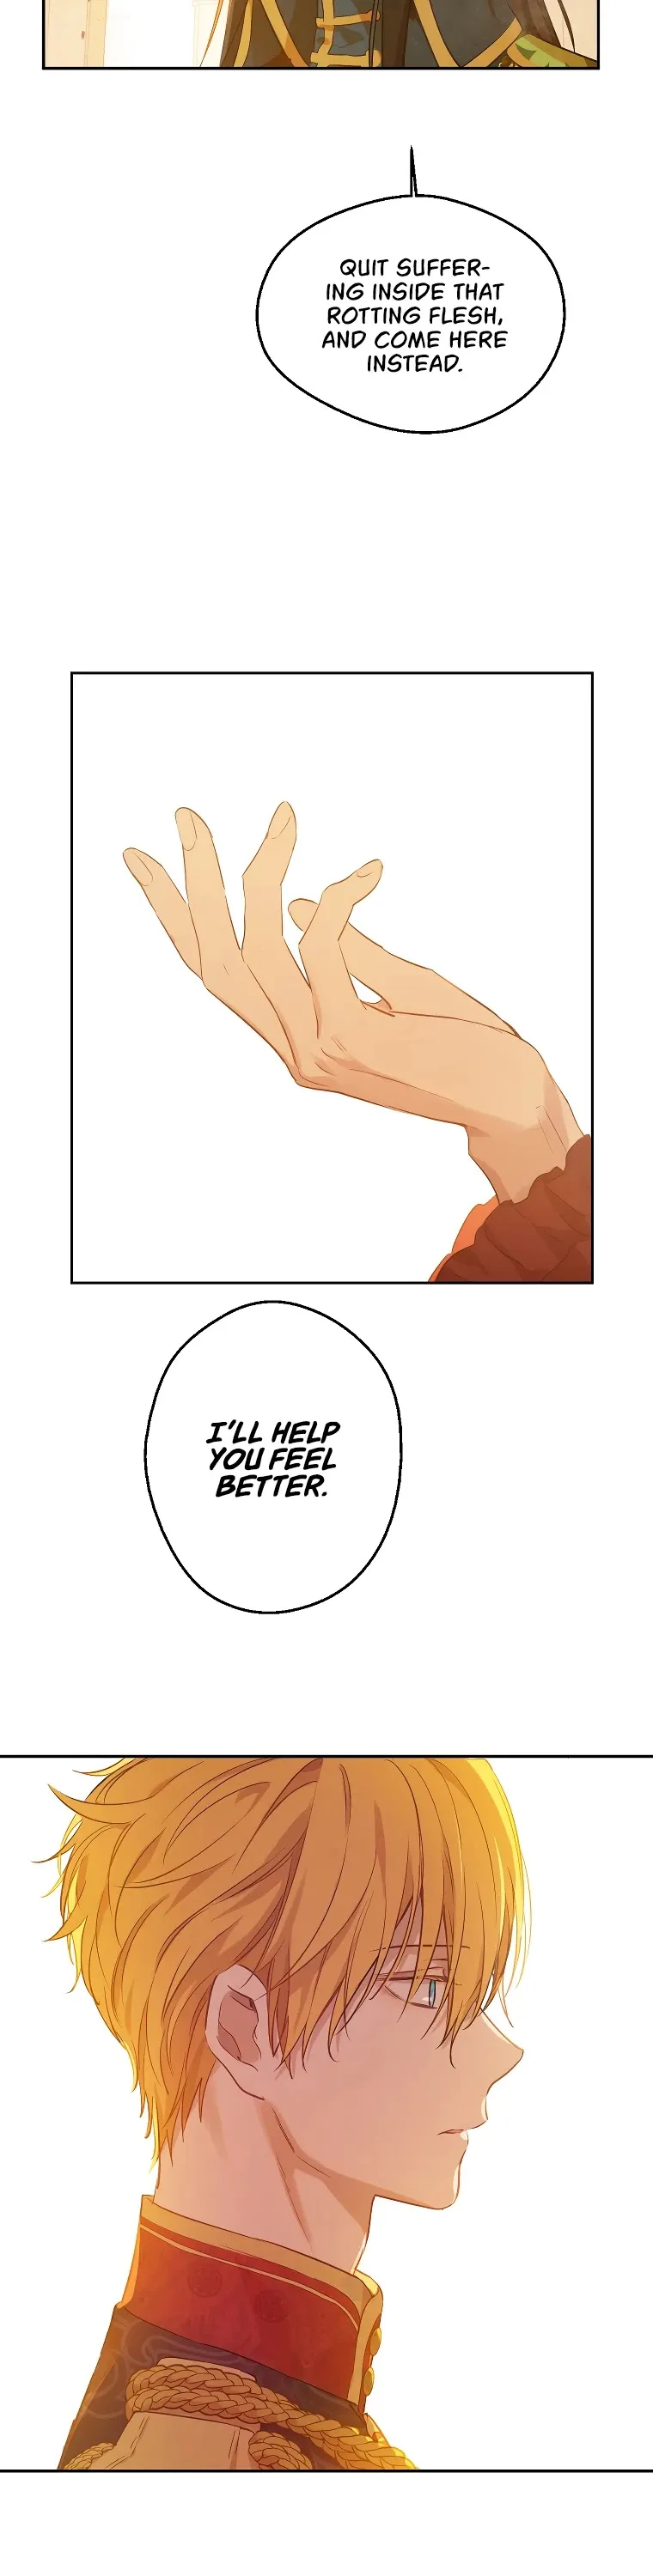 QUIT SUFFER-
ING INSIDE THAT
ROTTING FLESH,
AND COME HERE
INSTEAD.
I'LL HELP
YOU FEEL
BETTER.